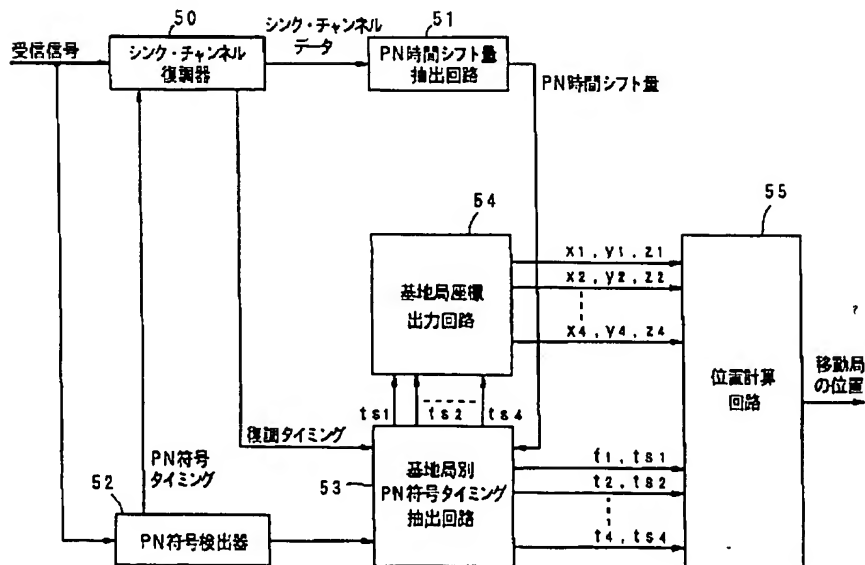 50
51
受信信号
シンク・チャンネル
復調器
シンク・チャンネル
データ
PN時間シフト量
抽出回路
PN時間シフト量
54
55
基地局座標
出力回路
x1, y1, z1
x2, y2, z2
x4, y4, z4
位置計算
回路
移動局
の位置
ts1
ts2
ts4
復調タイミング
PN符号
タイミング
52
53
基地局別
PN符号タイミング
抽出回路
t1, ts1
t2, ts2
t4, ts4
PN符号検出器